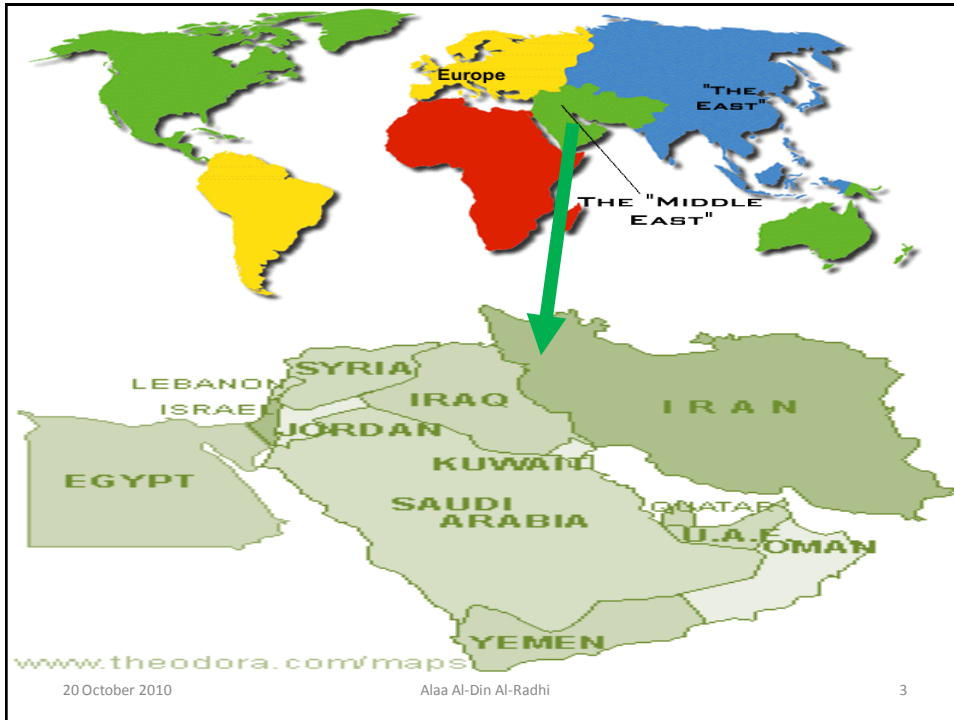 Europe
"THE
EAST"
THE "MIDDLE
EAST"
SYRIA
LEBANON
IRAQ
ISRAEL
IRAN
JORDAN
KUWAIT
EGYPT
SAUDI
ARABIA
QUATAR
U.A.E.
OMAN
YEMEN
www.theodora.com/maps
20 October 2010
Alaa Al-Din Al-Radhi
3